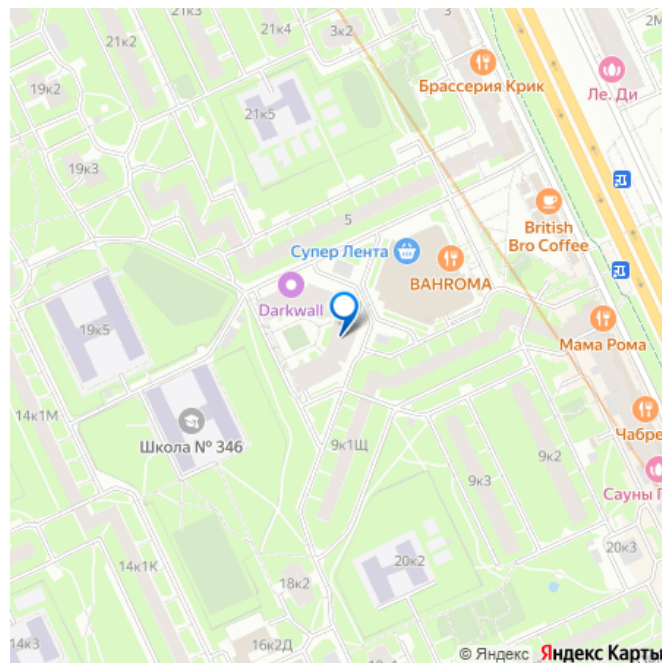 21к3
21к2
21к4
3к2
3
2М
Брассерия Крик
Ле. Ди
19к2
21к5
19к3
5
British
Bro Coffee
Супер Лента
BAHROMA
Darkwall
19к5
Мама Рома
14к1М
Школа № 346
Чабре
9к1Щ
9к2
9к3
Сауны Г
20к3
20к2
14к1К
18к2
14к3
16к2Д
© Яндекс Яндекс Карты